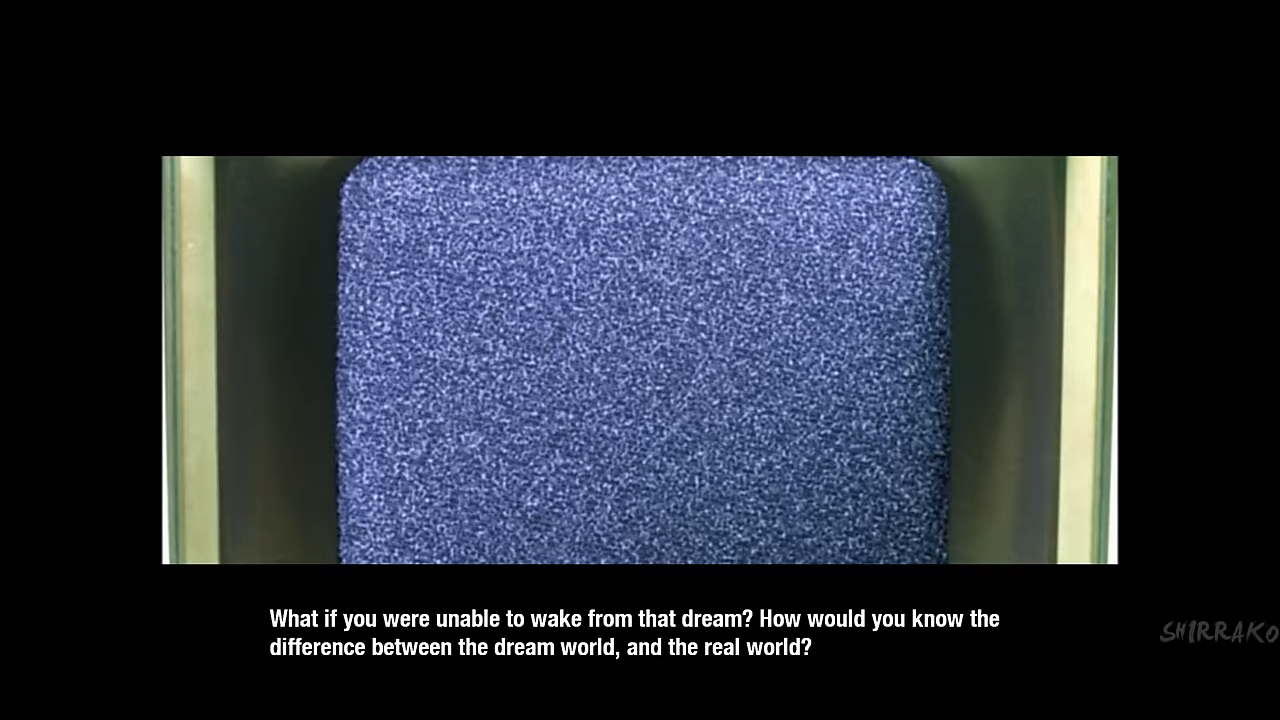 What if you were unable to wake from that dream? How would you know the
difference between the dream world, and the real world?
SHIRRAKO